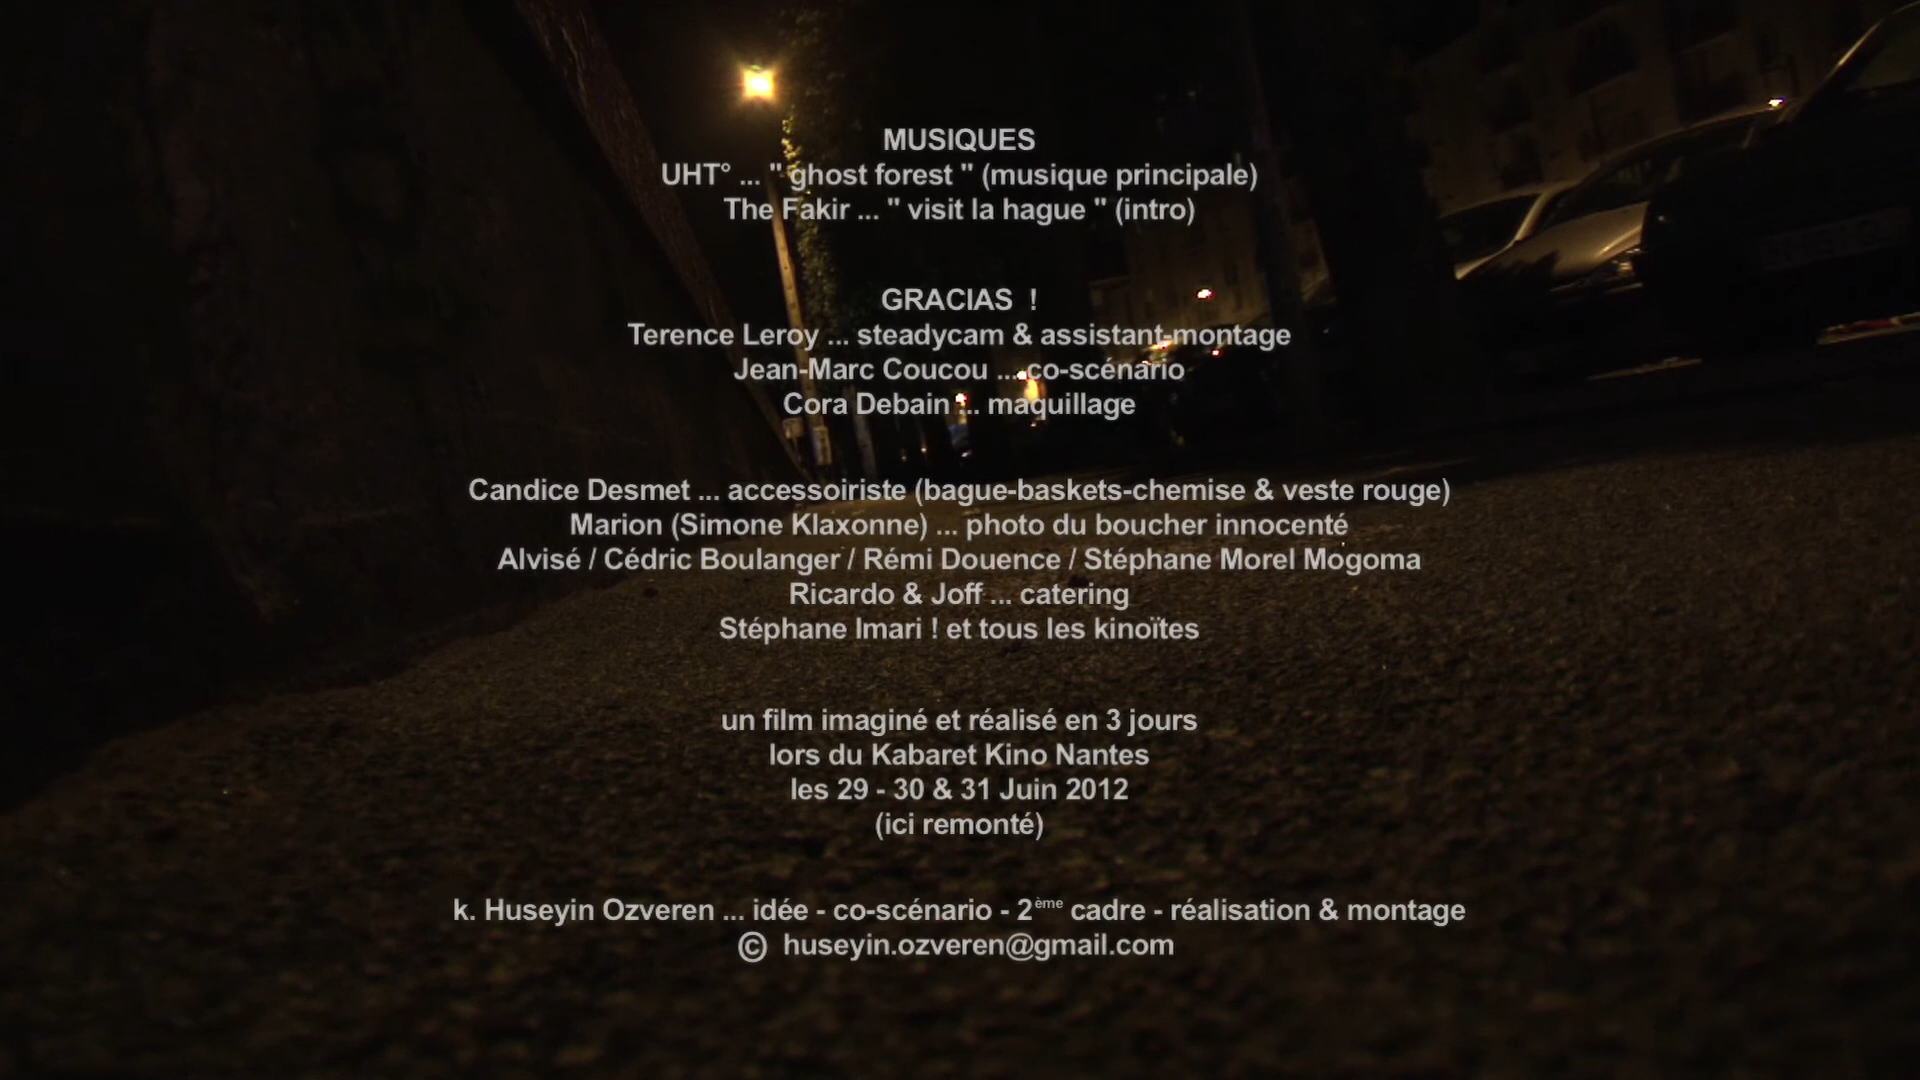 MUSIQUES
UHT° ... " ghost forest " (musique principale)
The Fakir ... " visit la hague " (intro)
GRACIAS  !
Terence Leroy ... steadycam & assistant-montage
Jean-Marc Coucou ... co-scénario
Cora Debain ... maquillage
Candice Desmet ... accessoiriste (bague-baskets-chemise & veste rouge)
Marion (Simone Klaxonne) ... photo du boucher innocenté
Alvisé / Cédric Boulanger / Rémi Douence / Stéphane Morel Mogoma
Ricardo & Joff ... catering
Stéphane Imari ! et tous les kinoïtes
un film imaginé et réalisé en 3 jours
lors du Kabaret Kino Nantes
les 29 - 30 & 31 Juin 2012
(ici remonté)
k. Huseyin Ozveren ... idée - co-scénario - 2ème cadre - réalisation & montage
©  huseyin.ozveren@gmail.com